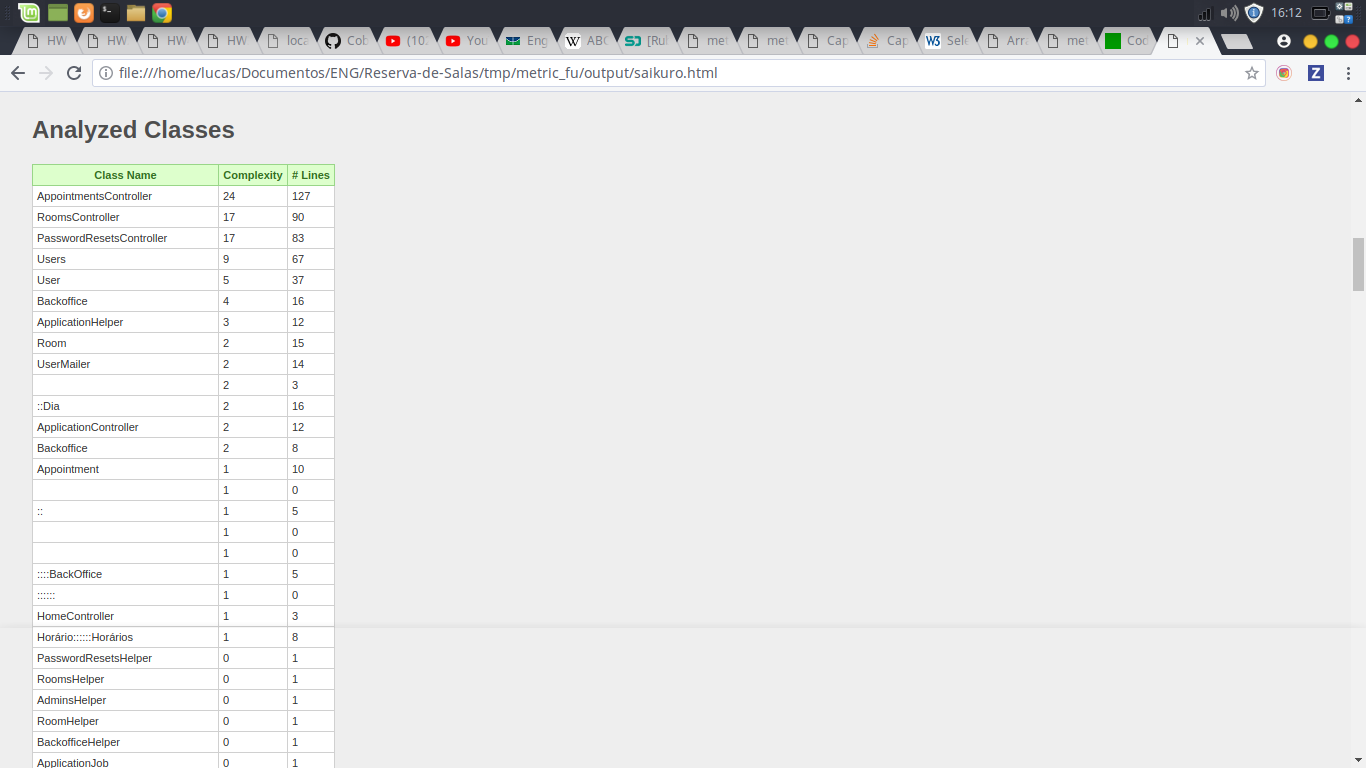 16:12
HW
HW
HW
HW
loca
Cob
(10
You
Eng
ABC
[Rul
met
met
Cap
Cap
Sele
Arra
met
Cod
file:///home/lucas/Documentos/ENG/Reserva-de-Salas/tmp/metric_fu/output/saikuro.html
Analyzed Classes
Class Name Complexity # Lines
AppointmentsController 24 127
RoomsController 17 90
PasswordResetsController 17 83
Users 9 67
User 5 37
Backoffice 4 16
ApplicationHelper 3 12
Room 2 15
UserMailer 2 14
2 3
::Dia 2 16
ApplicationController 2 12
Backoffice 2 8
Appointment 1 10
1 0
:: 1 5
1 0
1 0
::::BackOffice 1 5
:::::: 1 0
HomeController 1 3
Horário::::::Horários 1 8
PasswordResetsHelper 0 1
RoomsHelper 0 1
AdminsHelper 0 1
RoomHelper 0 1
BackofficeHelper 0 1
ApplicationJob 0 1